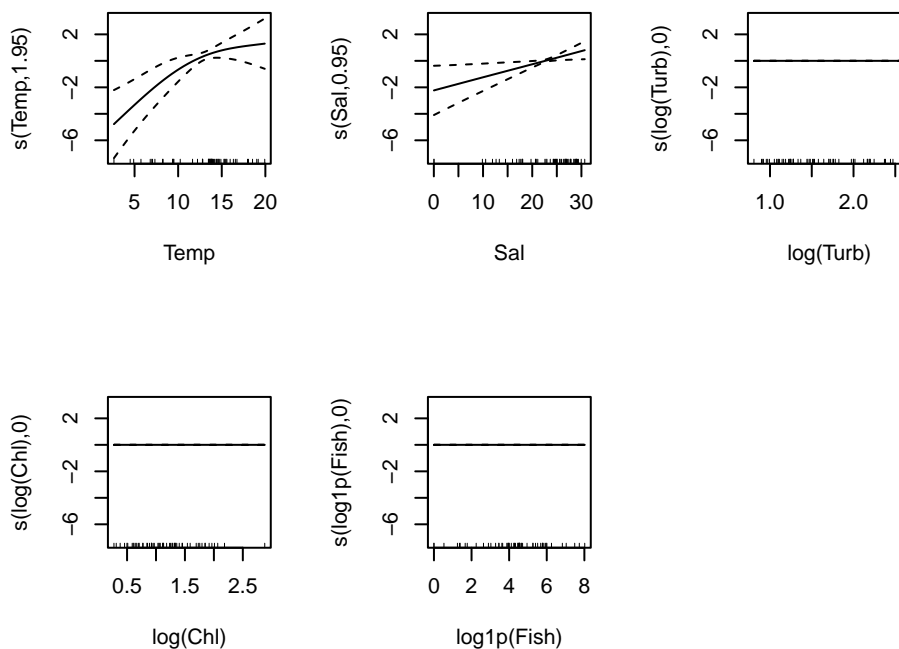 s(Temp,1.95)
2
−2
−6
5 10 15 20
Temp
s(Sal,0.95)
2
−2
−6
0 10 20 30
Sal
s(log(Turb),0)
2
−2
−6
1.0 2.0
log(Turb)
s(log(Chl),0)
2
−2
−6
0.5 1.5 2.5
log(Chl)
s(log1p(Fish),0)
2
−2
−6
0 2 4 6 8
log1p(Fish)